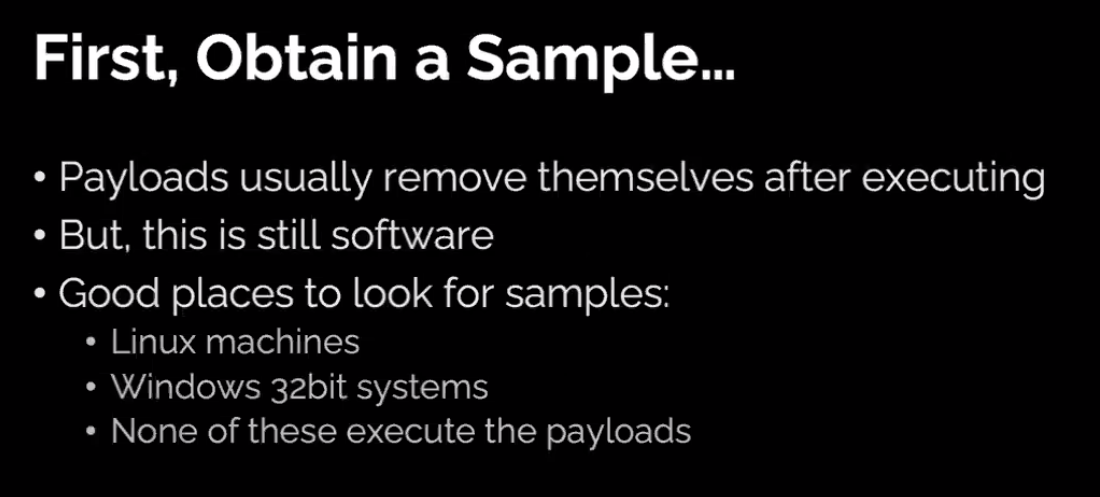 First, Obtain a Sample...
• Payloads usually remove themselves after executing
• But, this is still software
• Good places to look for samples:
• Linux machines
• Windows 32bit systems
• None of these execute the payloads